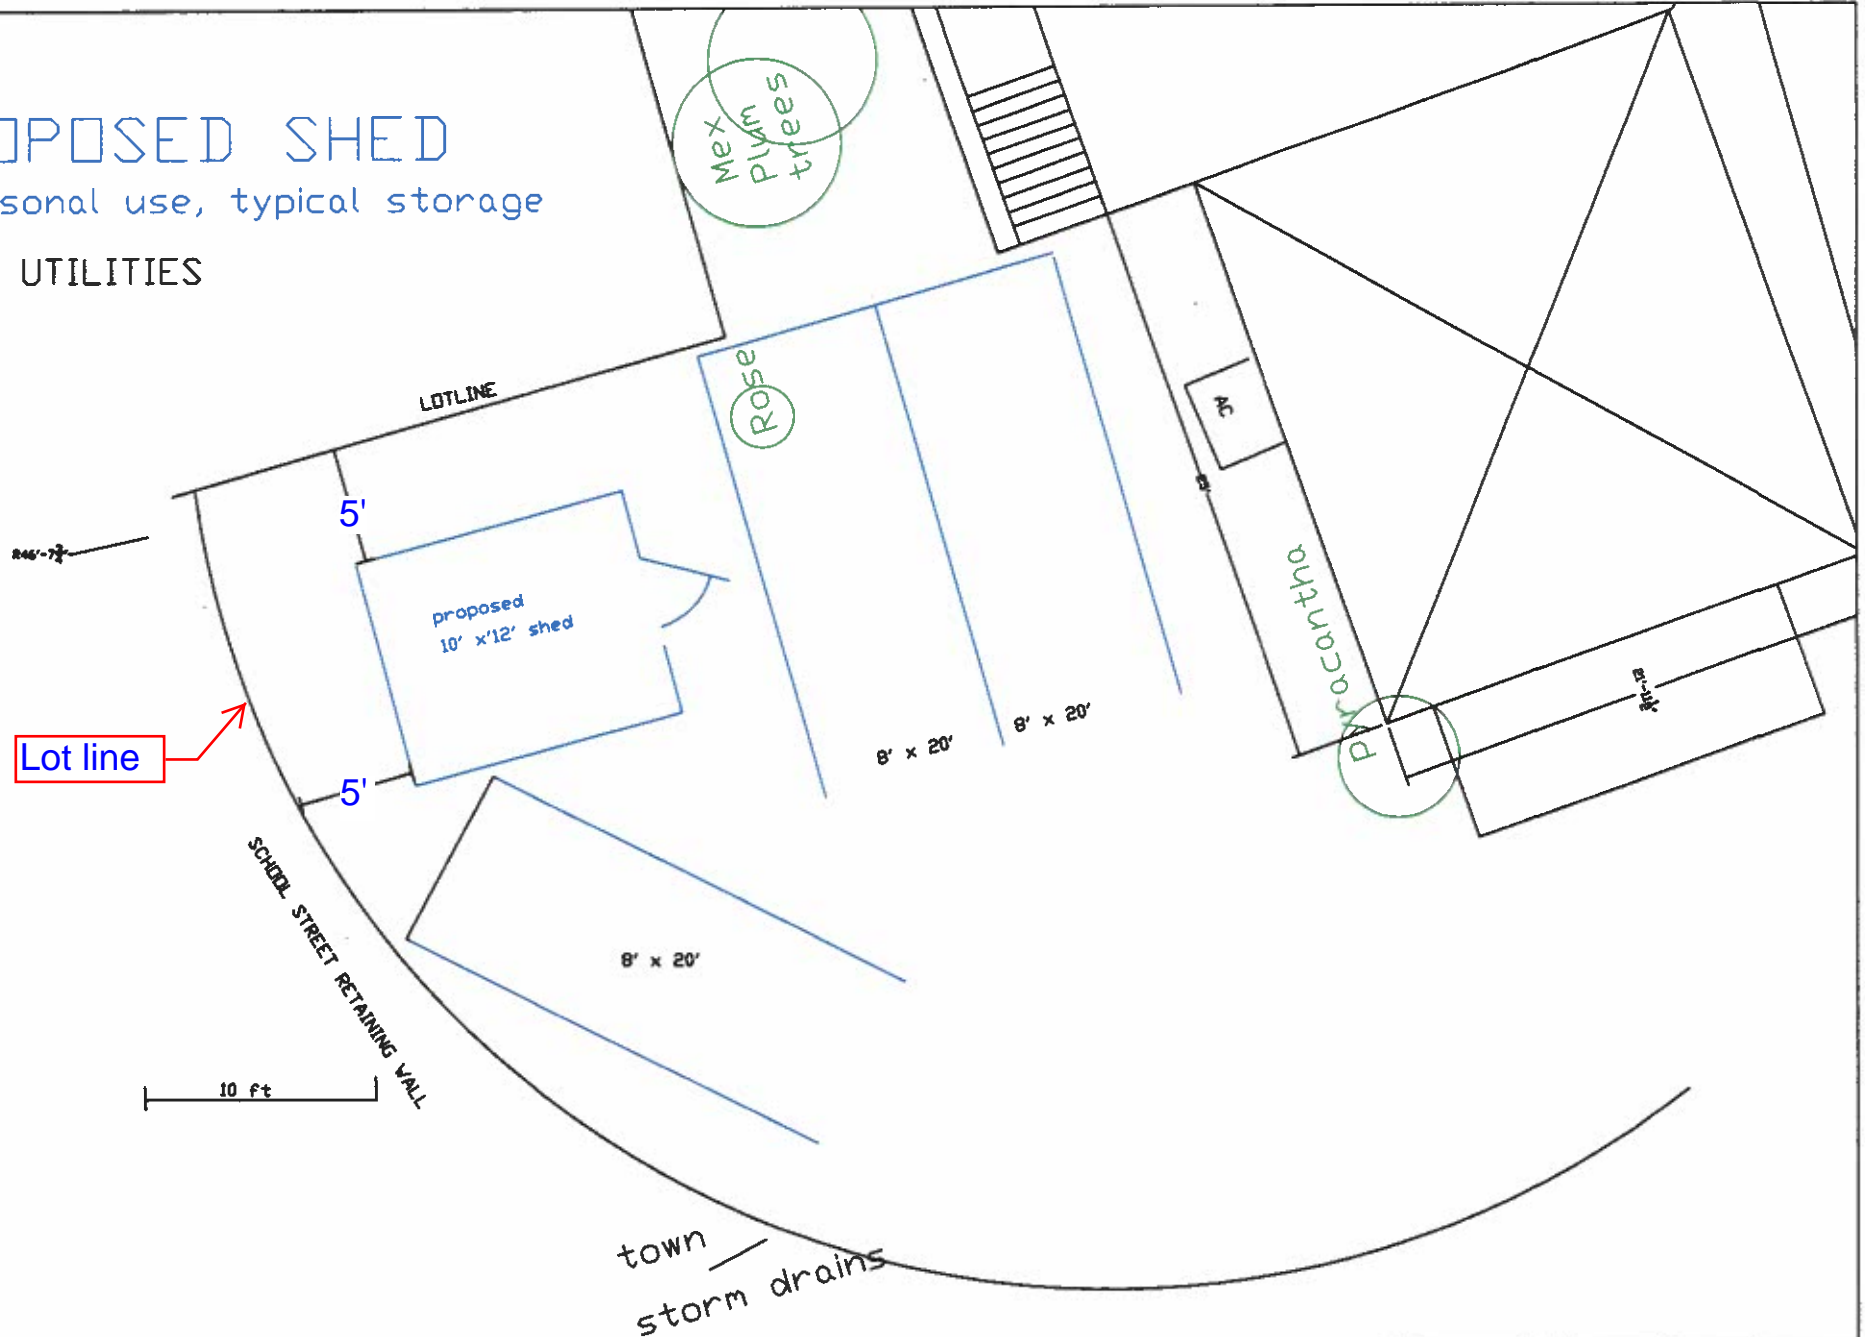 OPOSED SHED
sonal use, typical storage
UTILITIES
Mex
Plum
trees
LOTLINE
Rose
AC
5'
proposed
10' x'12' shed
Pyracantha
8' x 20'
8' x 20'
Lot line
5'
SCHOOL STREET RETAINING WALL
8' x 20'
10 ft
town
storm drains